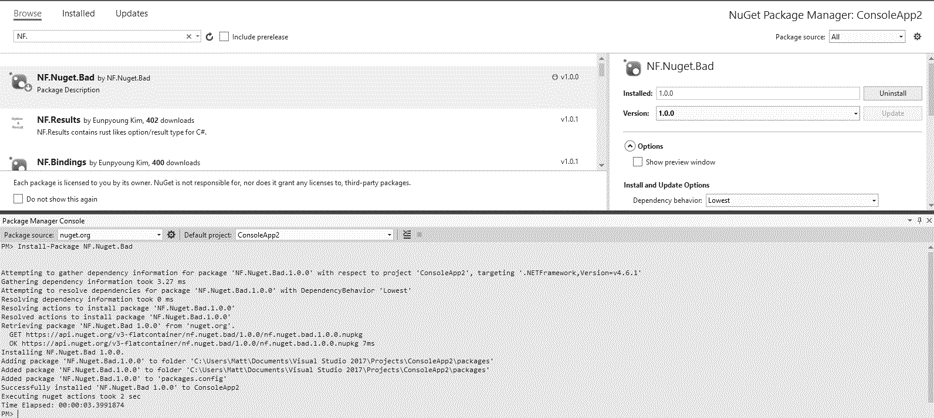 Browse Installed Updates
NuGet Package Manager: ConsoleApp2
NF.
Include prerelease
Package source: All
NF.Nuget.Bad by NF.Nuget.Bad
v1.0.0
Package Description
NF.Results by Eunpyoung Kim, 402 downloads
v1.0.1
NF.Results contains rust likes option/result type for C#.
NF.Bindings by Eunpyoung Kim, 400 downloads
v1.0.1
Each package is licensed to you by its owner. NuGet is not responsible for, nor does it grant any licenses to, third-party packages.
Do not show this again
NF.Nuget.Bad
Installed: 1.0.0 Uninstall
Version: 1.0.0 Update
Options
Show preview window
Install and Update Options
Dependency behavior: Lowest
Package Manager Console
Package source: nuget.org Default project: ConsoleApp2
PM> Install-Package NF.Nuget.Bad
Attempting to gather dependency information for package 'NF.Nuget.Bad.1.0.0' with respect to project 'ConsoleApp2', targeting '.NETFramework,Version=v4.6.1'
Gathering dependency information took 3.27 ms
Attempting to resolve dependencies for package 'NF.Nuget.Bad.1.0.0' with DependencyBehavior 'Lowest'
Resolving dependency information took 0 ms
Resolving actions to install package 'NF.Nuget.Bad.1.0.0'
Resolved actions to install package 'NF.Nuget.Bad.1.0.0'
Retrieving package 'NF.Nuget.Bad 1.0.0' from 'nuget.org'.
GET https://api.nuget.org/v3-flatcontainer/nf.nuget.bad/1.0.0/nf.nuget.bad.1.0.0.nupkg
OK https://api.nuget.org/v3-flatcontainer/nf.nuget.bad/1.0.0/nf.nuget.bad.1.0.0.nupkg 7ms
Installing NF.Nuget.Bad 1.0.0.
Adding package 'NF.Nuget.Bad.1.0.0' to folder 'C:\Users\Matt\Documents\Visual Studio 2017\Projects\ConsoleApp2\packages'
Added package 'NF.Nuget.Bad.1.0.0' to folder 'C:\Users\Matt\Documents\Visual Studio 2017\Projects\ConsoleApp2\packages'
Added package 'NF.Nuget.Bad.1.0.0' to 'packages.config'
Successfully installed 'NF.Nuget.Bad 1.0.0' to ConsoleApp2
Executing nuget actions took 2 sec
Time Elapsed: 00:00:03.3991874
PM>